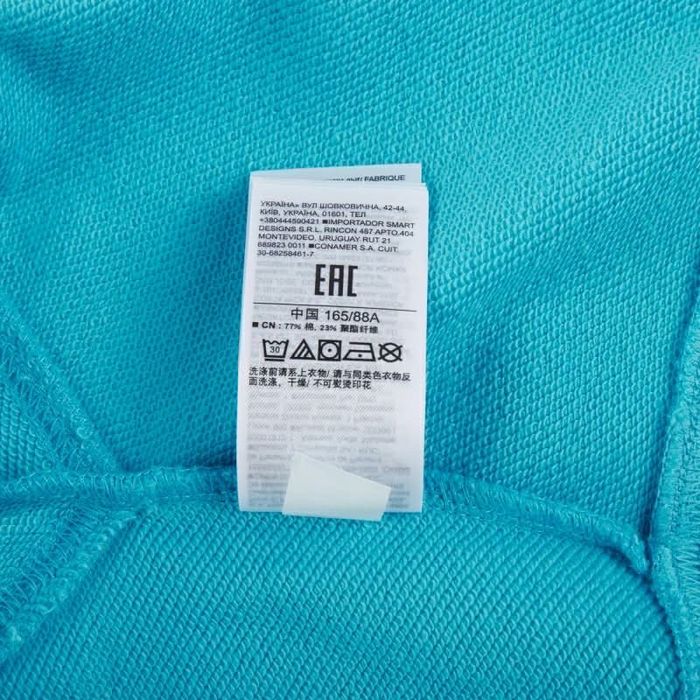 FABRIQUE
УКРАЇНА» ВУЛ ШОВКОВИЧНА, 42-44,
КИЇВ, УКРАЇНА, 01601, ТЕЛ
+380444590421 ■IMPORTADOR SMART
DESIGNS S.R.L, RINCON 487.APTO.404
MONTEVIDEO, URUGUAY RUT 21
689823 0011 ■CONAMER S.A. CUIT.
30-68258461-7
EAC
中国 165/88A
■ CN : 77% 棉, 23% 聚酯纤维
30
洗涤前请系上衣物/ 请与同类色衣物反
面洗涤、干燥/ 不可熨烫印花